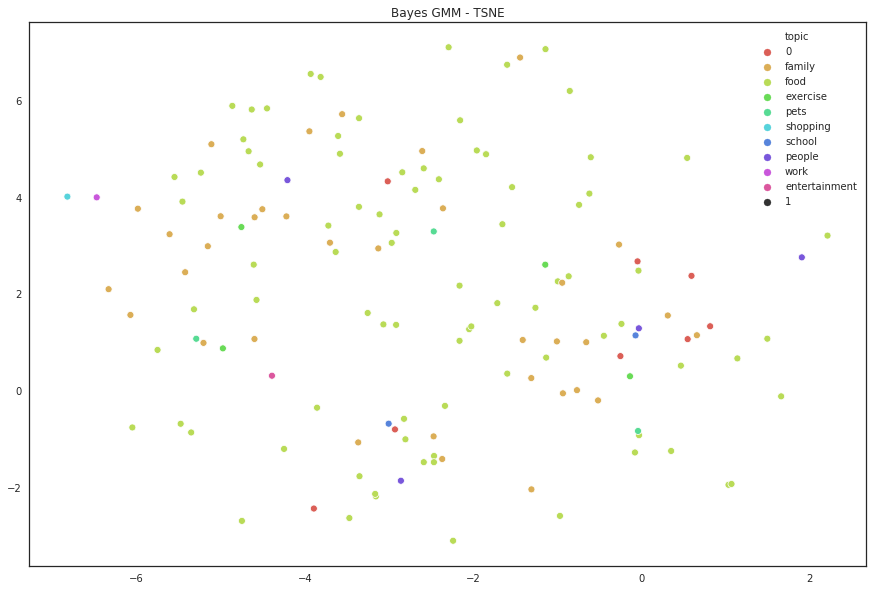 Bayes GMM - TSNE
topic
0
family
food
exercise
pets
shopping
school
people
work
entertainment
1
6
4
2
0
−2
−6
−4
−2
0
2